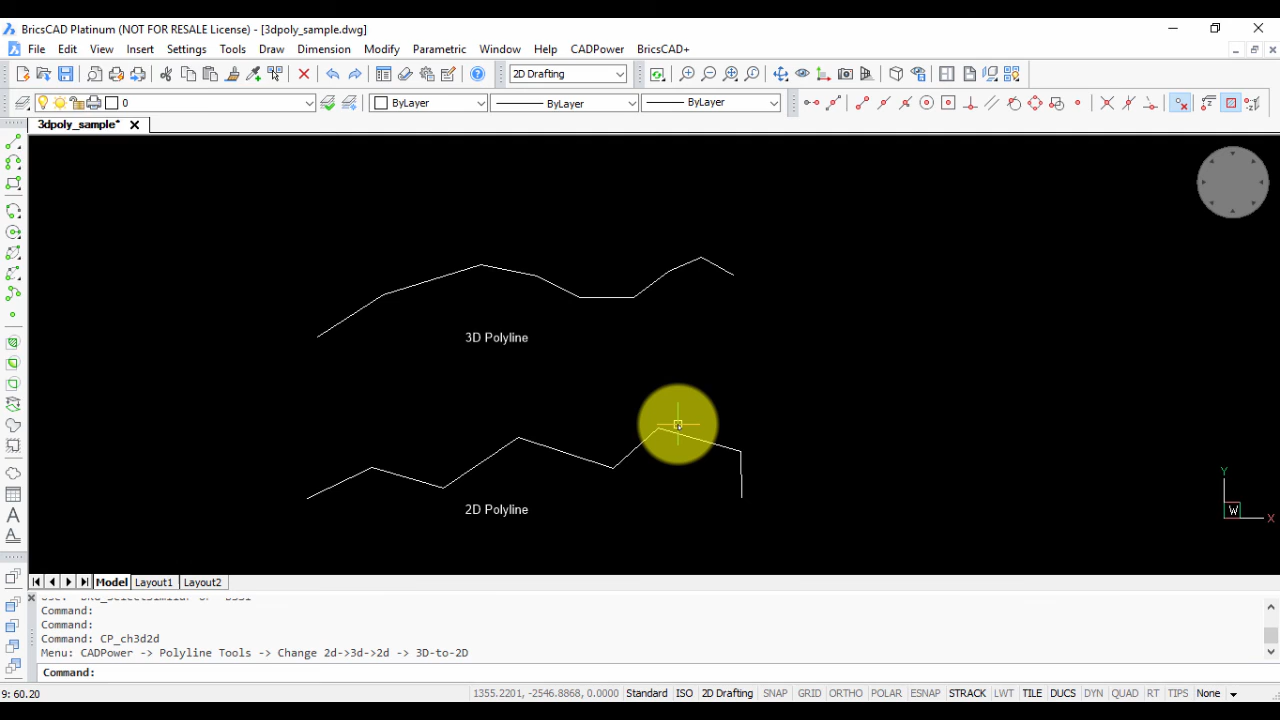 BricsCAD Platinum (NOT FOR RESALE License) - [3dpoly_sample.dwg]
File Edit View Insert Settings Tools Draw Dimension Modify Parametric Window Help CADPower BricsCAD+
2D Drafting
0 ByLayer ByLayer ByLayer
3dpoly_sample*
3D Polyline
2D Polyline
Y
W X
Model Layout1 Layout2
Command:
Command:
Command: CP_ch3d2d
Menu: CADPower -> Polyline Tools -> Change 2d->3d->2d -> 3D-to-2D
Command:
9: 60.20 1355.2201, -2546.8868, 0.0000 Standard ISO 2D Drafting SNAP GRID ORTHO POLAR ESNAP STRACK LWT TILE DUCS DYN QUAD RT TIPS None